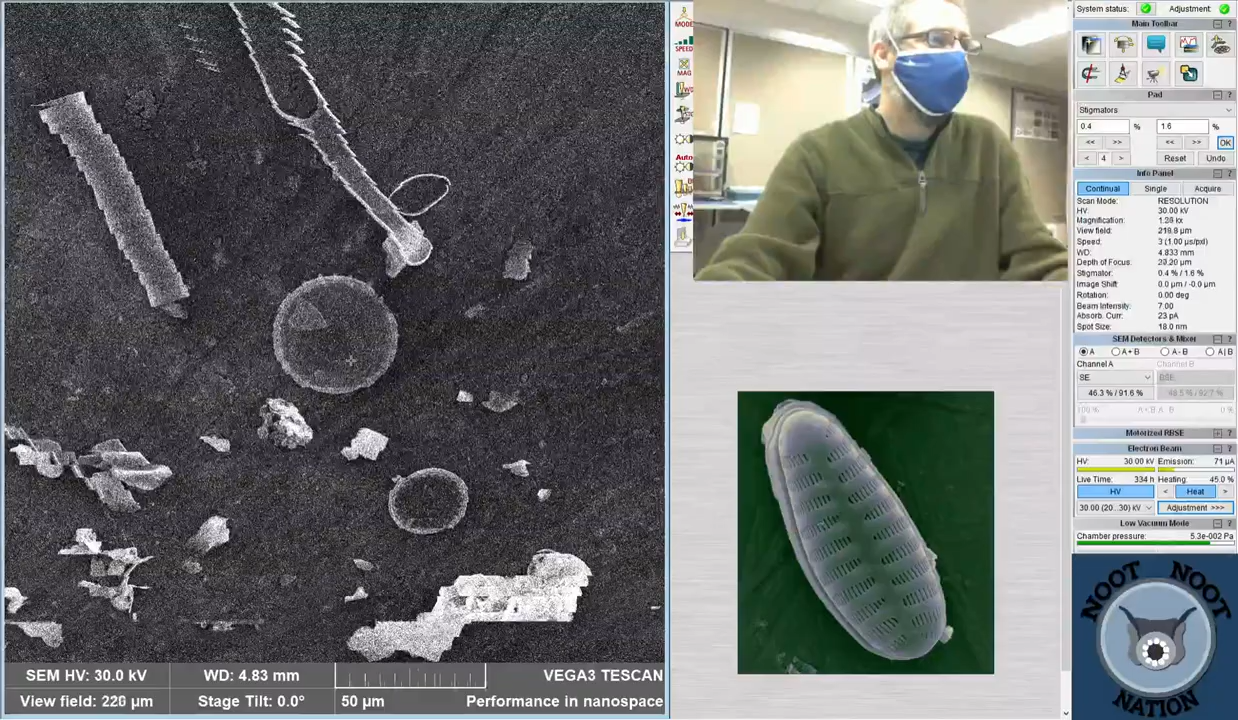 System status:
Adjustment:
Main Toolbar
MODE
SPEED
MAG
Auto
Pad
Stigmators
0.4 % 1.6 %
<< >> << >> OK
< 4 > Reset Undo
Info Panel
Continual Single Acquire
Scan Mode: RESOLUTION
HV: 30.00 kV
Magnification: 1.26 kx
View field: 219.8 µm
Speed: 3 (1.00 µs/pxl)
WD: 4.833 mm
Depth of Focus: 20.20 µm
Stigmator: 0.4 % / 1.6 %
Image Shift: 0.0 µm / -0.0 µm
Rotation: 0.00 deg
Beam Intensity: 7.00
Absorb. Curr: 23 pA
Spot Size: 18.0 nm
SEM Detectors & Mixer
A A + B A - B A | B
Channel A Channel B
SE BSE
46.3 % / 91.6 %
100 % A < B A B 0 %
Motorized RBSE
Electron Beam
HV: 30.00 kV Emission: 71 µA
Live Time: 334 h Heating: 45.0 %
HV < Heat >
30.00 (20...30) kV Adjustment >>>
Low Vacuum Mode
Chamber pressure: 5.3e-002 Pa
NOOT NOOT
NATION
SEM HV: 30.0 kV WD: 4.83 mm VEGA3 TESCAN
View field: 220 µm Stage Tilt: 0.0° 50 µm Performance in nanospace